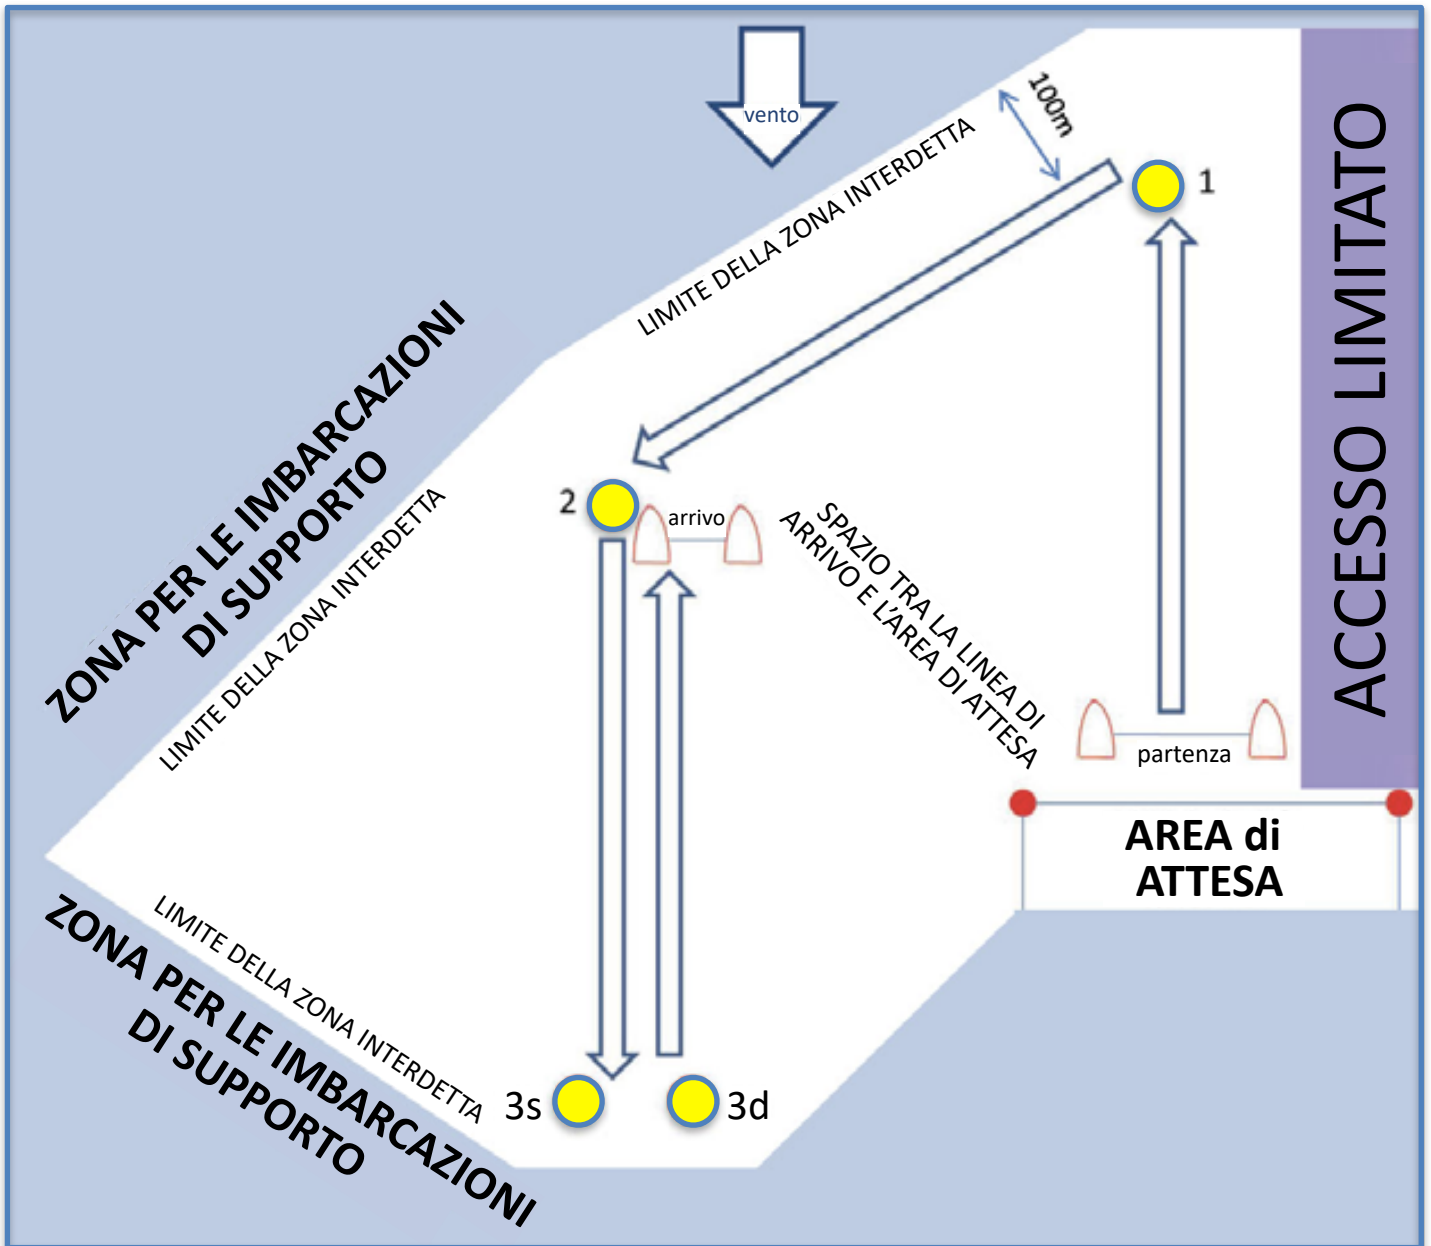 vento
100m
1
ACCESSO LIMITATO
LIMITE DELLA ZONA INTERDETTA
ZONA PER LE IMBARCAZIONI
DI SUPPORTO
LIMITE DELLA ZONA INTERDETTA
2
arrivo
SPAZIO TRA LA LINEA DI
ARRIVO E L'AREA DI ATTESA
partenza
AREA di
ATTESA
LIMITE DELLA ZONA INTERDETTA
ZONA PER LE IMBARCAZIONI
DI SUPPORTO
3s
3d